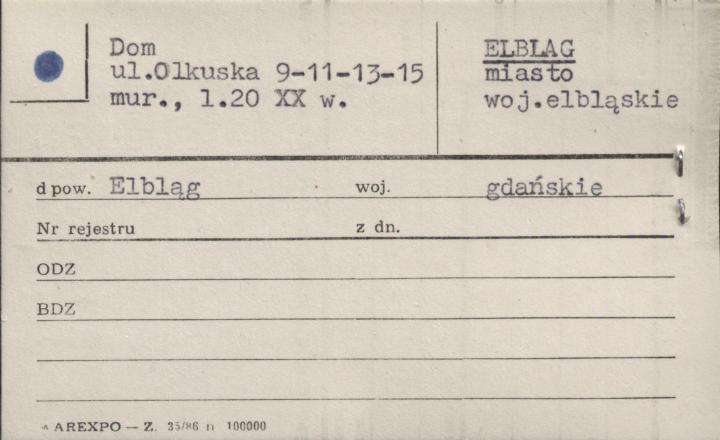 Dom
ul.Olkuska 9-11-13-15
mur., l.20 XX w.
ELBLĄG
miasto
woj.elbląskie
d pow. Elbląg woj. gdańskie
Nr rejestru z dn.
ODZ
BDZ
AREXPO — Z. 35/86 n 100000